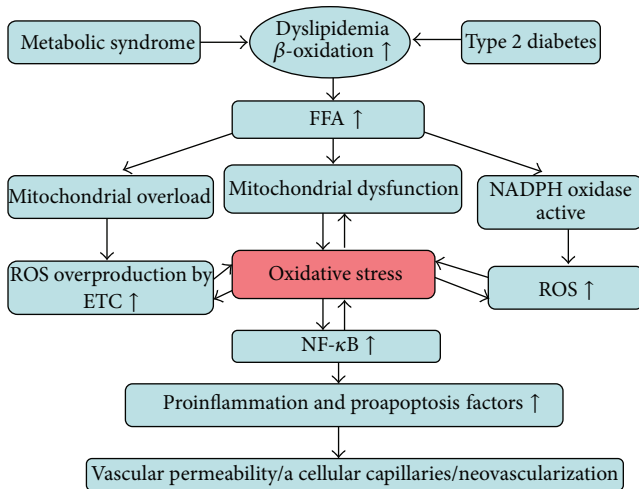 Metabolic syndrome
Dyslipidemia
β-oxidation ↑
Type 2 diabetes
FFA ↑
Mitochondrial overload
Mitochondrial dysfunction
NADPH oxidase
active
ROS overproduction by
ETC ↑
Oxidative stress
ROS ↑
NF-κB ↑
Proinflammation and proapoptosis factors ↑
Vascular permeability/a cellular capillaries/neovascularization